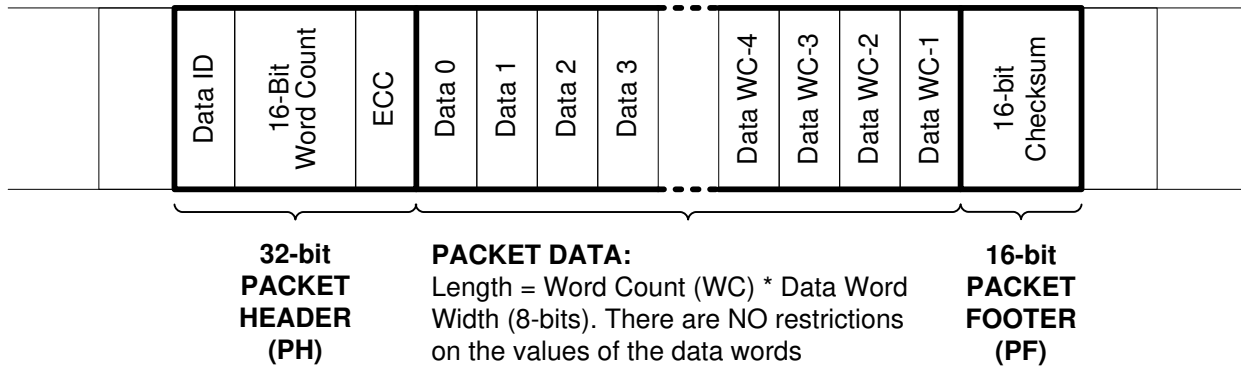 Data ID
16-Bit
Word Count
ECC
Data 0
Data 1
Data 2
Data 3
Data WC-4
Data WC-3
Data WC-2
Data WC-1
16-bit
Checksum
32-bit
PACKET
HEADER
(PH)
PACKET DATA:
Length = Word Count (WC) * Data Word
Width (8-bits). There are NO restrictions
on the values of the data words
16-bit
PACKET
FOOTER
(PF)